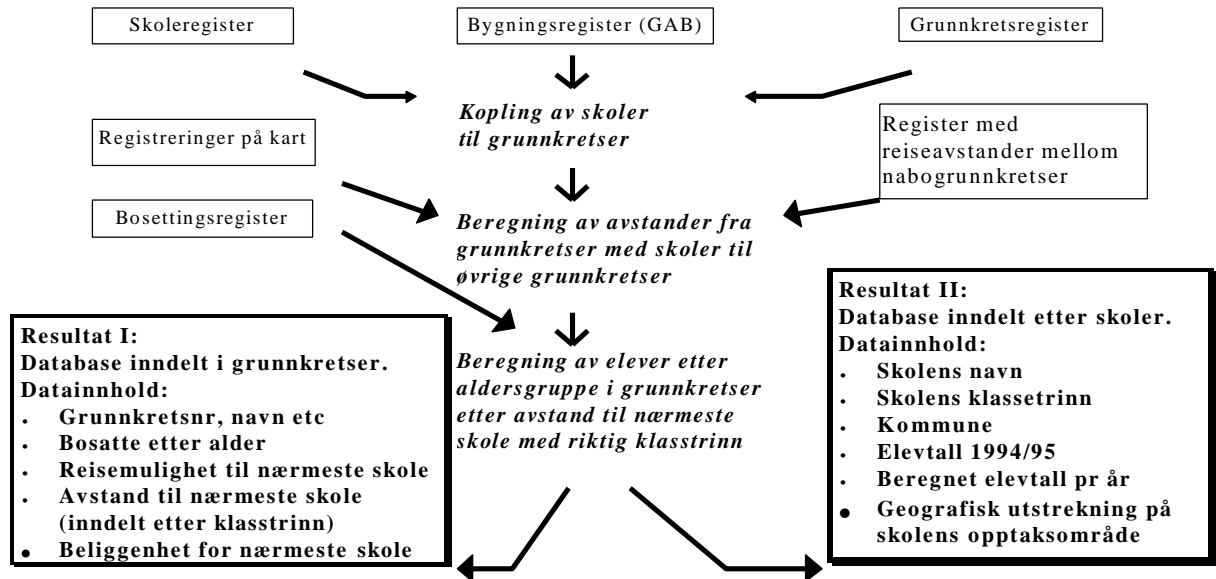 Skoleregister
Bygningsregister (GAB)
Grunnkretsregister
Kopling av skoler
til grunnkretser
Registreringer på kart
Register med
reiseavstander mellom
nabogrunnkretser
Bosettingsregister
Beregning av avstander fra
grunnkretser med skoler til
øvrige grunnkretser
Resultat I:
Database inndelt i grunnkretser.
Datainnhold:
. Grunnkretsnr, navn etc
. Bosatte etter alder
. Reisemulighet til nærmeste skole
. Avstand til nærmeste skole
(inndelt etter klasstrinn)
● Beliggenhet for nærmeste skole
Beregning av elever etter
aldersgruppe i grunnkretser
etter avstand til nærmeste
skole med riktig klasstrinn
Resultat II:
Database inndelt etter skoler.
Datainnhold:
. Skolens navn
. Skolens klassetrinn
. Kommune
. Elevtall 1994/95
. Beregnet elevtall pr år
● Geografisk utstrekning på
skolens opptaksområde